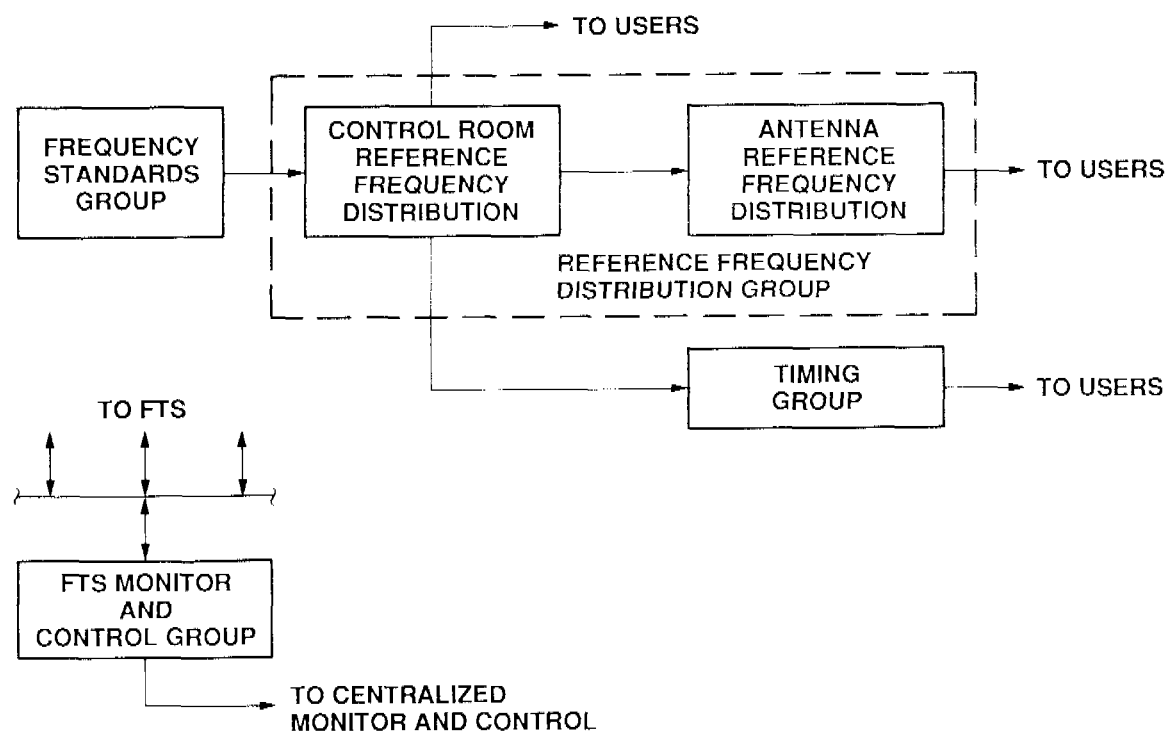 TO USERS
FREQUENCY
STANDARDS
GROUP
CONTROL ROOM
REFERENCE
FREQUENCY
DISTRIBUTION
ANTENNA
REFERENCE
FREQUENCY
DISTRIBUTION
TO USERS
REFERENCE FREQUENCY
DISTRIBUTION GROUP
TIMING
GROUP
TO USERS
TO FTS
FTS MONITOR
AND
CONTROL GROUP
TO CENTRALIZED
MONITOR AND CONTROL